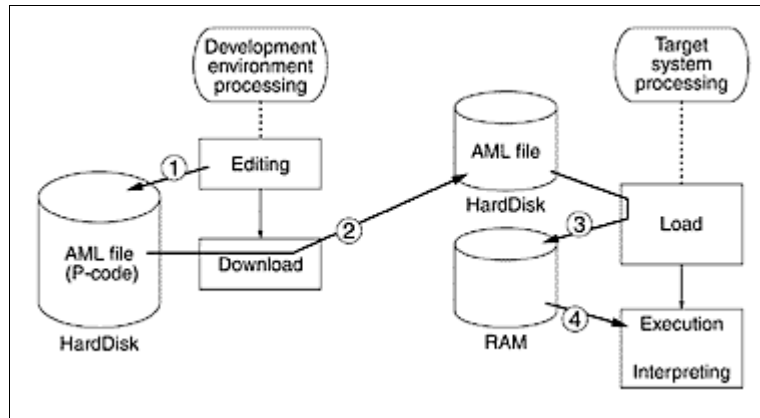 Development
environment
processing
Target
system
processing
AML file
① Editing
HardDisk
②
③
Load
AML file
(P-code)
Download
④
Execution
HardDisk
RAM
Interpreting